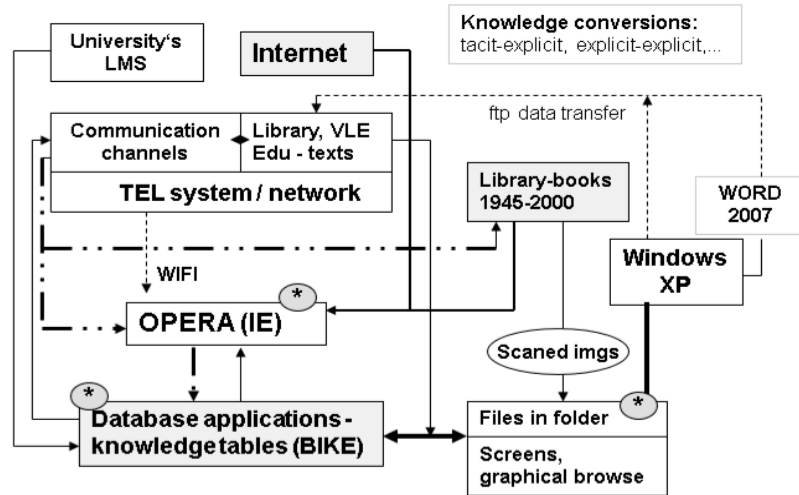 University‘s
LMS
Internet
Knowledge conversions:
tacit-explicit, explicit-explicit,...
ftp data transfer
Communication
channels
Library, VLE
Edu - texts
TEL system / network
Library-books
1945-2000
WORD
2007
Windows
XP
WIFI
*
OPERA (IE)
Scaned imgs
*
*
Database applications -
knowledge tables (BIKE)
Files in folder
Screens,
graphical browse